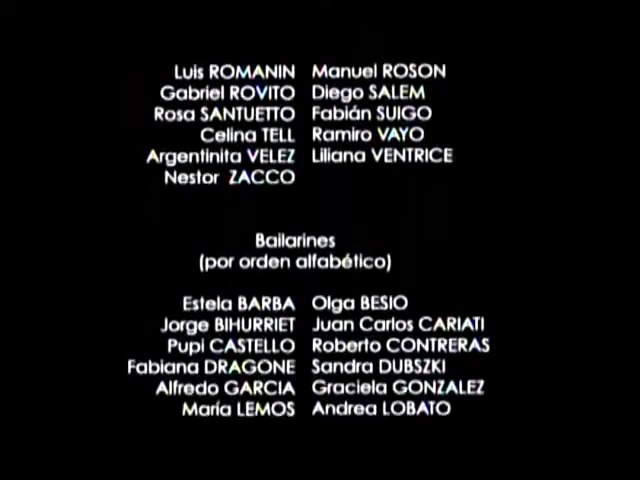 Luis ROMANIN Manuel ROSON
Gabriel ROVITO Diego SALEM
Rosa SANTUETTO Fabián SUIGO
Celina TELL Ramiro VAYO
Argentinita VELEZ Liliana VENTRICE
Nestor ZACCO
Bailarines
(por orden alfabético)
Estela BARBA Olga BESIO
Jorge BIHURRIET Juan Carlos CARIATI
Pupi CASTELLO Roberto CONTRERAS
Fabiana DRAGONE Sandra DUBSZKI
Alfredo GARCIA Graciela GONZALEZ
María LEMOS Andrea LOBATO